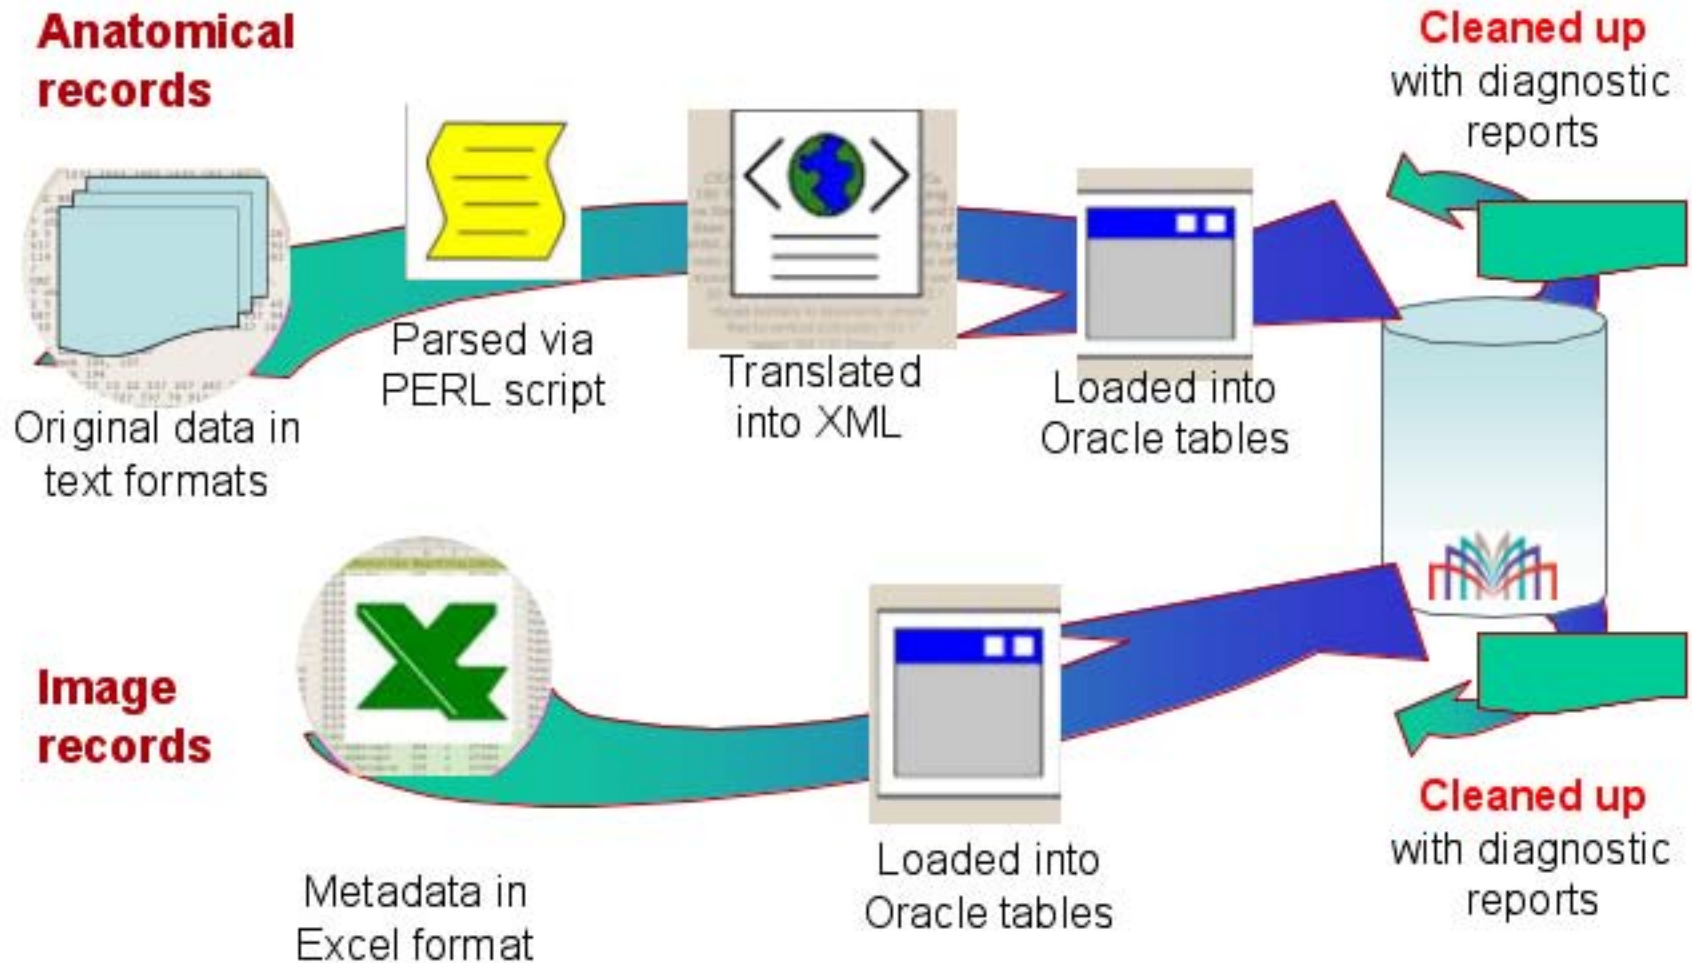 Anatomical
records
Original data in
text formats
Parsed via
PERL script
Translated
into XML
Loaded into
Oracle tables
Cleaned up
with diagnostic
reports
Image
records
Metadata in
Excel format
Loaded into
Oracle tables
Cleaned up
with diagnostic
reports